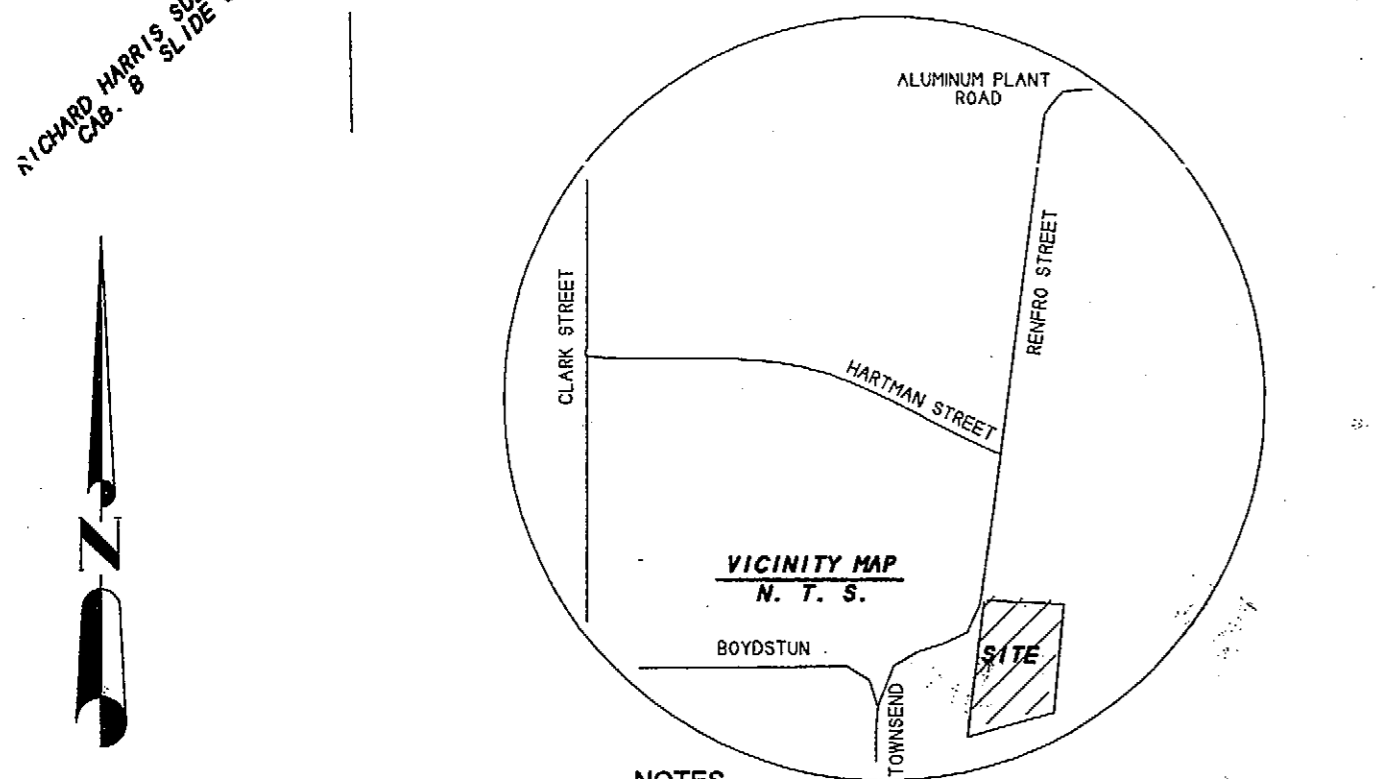 RICHARD HARRIS
CAB. B SLIDE
ALUMINUM PLANT
ROAD
RENFRO STREET
CLARK STREET
HARTMAN STREET
N
VICINITY MAP
N. T. S.
BOYDSTUN
SITE
TOWNSEND
NOTES